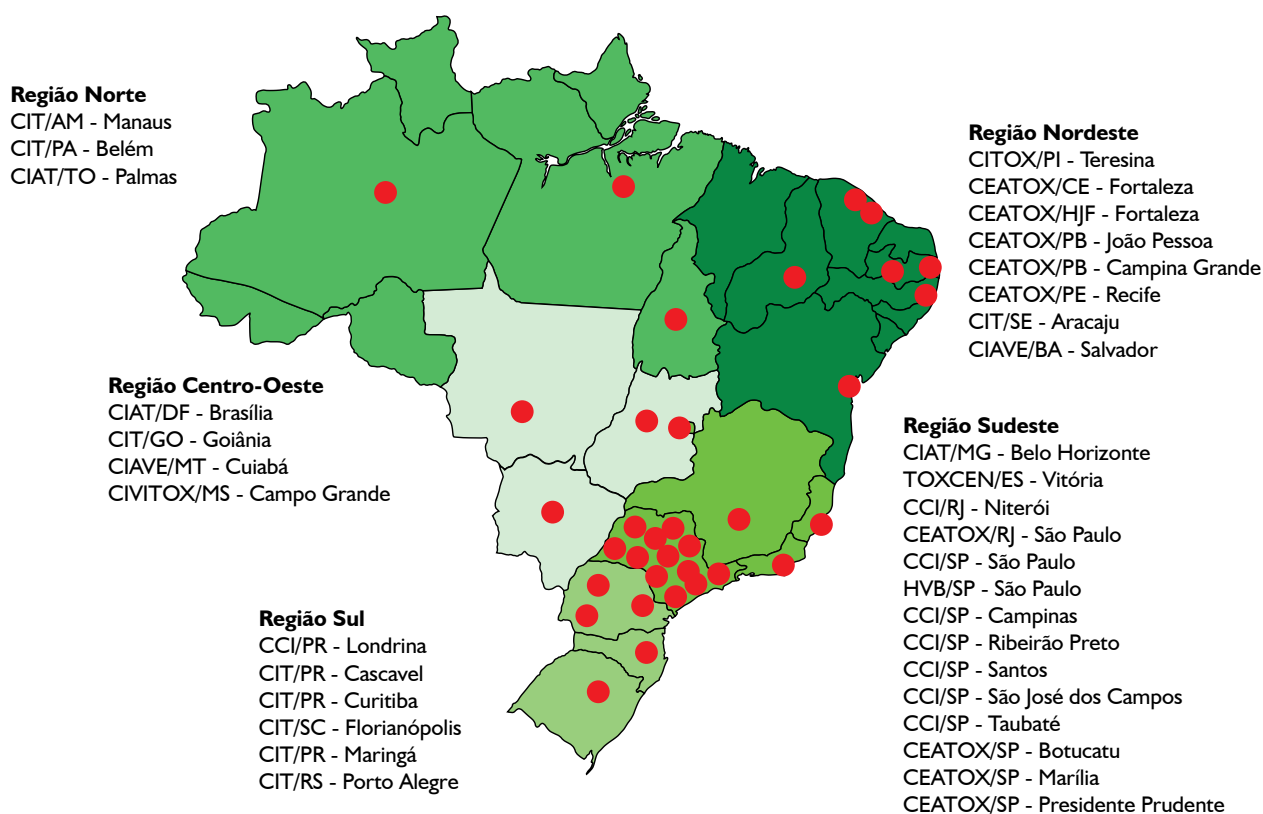 Região Norte
CIT/AM - Manaus
CIT/PA - Belém
CIAT/TO - Palmas
Região Nordeste
CITOX/PI - Teresina
CEATOX/CE - Fortaleza
CEATOX/HJF - Fortaleza
CEATOX/PB - João Pessoa
CEATOX/PB - Campina Grande
CEATOX/PE - Recife
CIT/SE - Aracaju
CIAVE/BA - Salvador
Região Centro-Oeste
CIAT/DF - Brasília
CIT/GO - Goiânia
CIAVE/MT - Cuiabá
CIVITOX/MS - Campo Grande
Região Sudeste
CIAT/MG - Belo Horizonte
TOXCEN/ES - Vitória
CCI/RJ - Niterói
CEATOX/RJ - São Paulo
CCI/SP - São Paulo
HVB/SP - São Paulo
CCI/SP - Campinas
CCI/SP - Ribeirão Preto
CCI/SP - Santos
CCI/SP - São José dos Campos
CCI/SP - Taubaté
CEATOX/SP - Botucatu
CEATOX/SP - Marília
CEATOX/SP - Presidente Prudente
Região Sul
CCI/PR - Londrina
CIT/PR - Cascavel
CIT/PR - Curitiba
CIT/SC - Florianópolis
CIT/PR - Maringá
CIT/RS - Porto Alegre